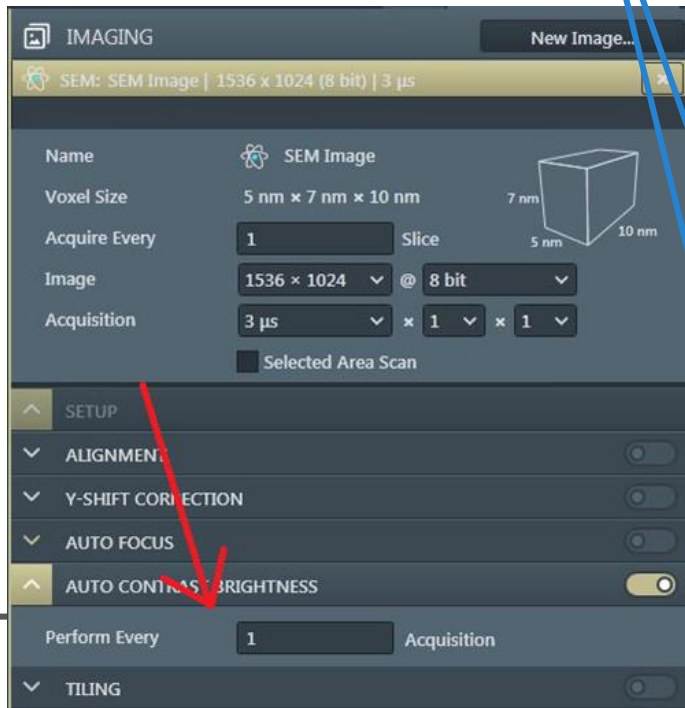 IMAGING New Image...
SEM: SEM Image | 1536 x 1024 (8 bit) | 3 µs ×
Name SEM Image
Voxel Size 5 nm × 7 nm × 10 nm 7 nm
5 nm 10 nm
Acquire Every 1 Slice
Image 1536 × 1024 @ 8 bit
Acquisition 3 µs × 1 × 1
Selected Area Scan
SETUP
ALIGNMENT
Y-SHIFT CORRECTION
AUTO FOCUS
AUTO CONTRAST BRIGHTNESS
Perform Every 1 Acquisition
TILING